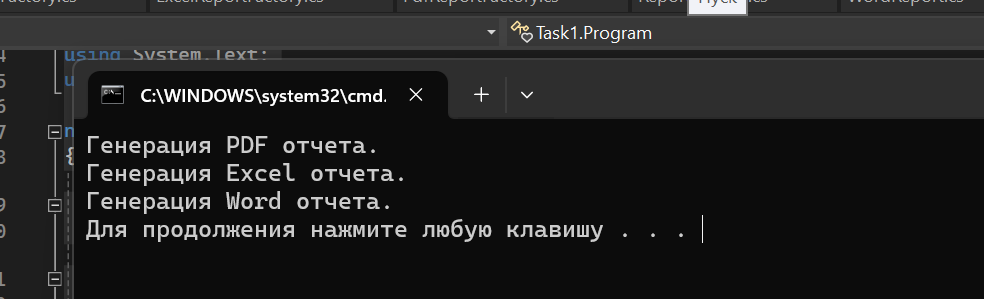 Task1.Program
using System.Text;
C:\WINDOWS\system32\cmd.
Генерация PDF отчета.
Генерация Excel отчета.
Генерация Word отчета.
Для продолжения нажмите любую клавишу . . .